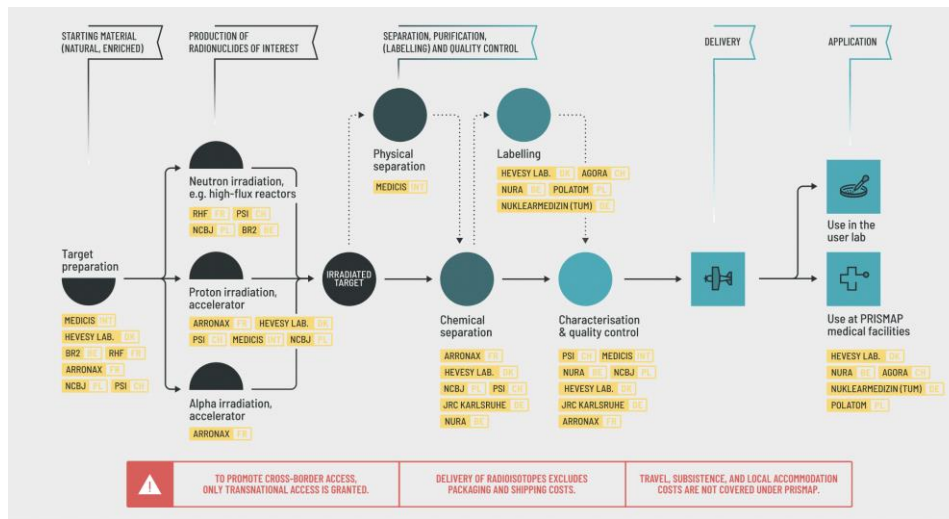 STARTING MATERIAL
(NATURAL, ENRICHED)
PRODUCTION OF
RADIONUCLIDES OF INTEREST
SEPARATION, PURIFICATION,
(LABELLING) AND QUALITY CONTROL
DELIVERY
APPLICATION
Target
preparation
MEDICIS INT
HEVESY LAB. DK
BR2 BE RHF FR
ARRONAX FR
NCBJ PL PSI CH
Neutron irradiation,
e.g. high-flux reactors
RHF FR PSI CH
NCBJ PL BR2 BE
Proton irradiation,
accelerator
ARRONAX FR HEVESY LAB. DK
PSI CH MEDICIS INT NCBJ PL
Alpha irradiation,
accelerator
ARRONAX FR
IRRADIATED
TARGET
Physical
separation
MEDICIS INT
Chemical
separation
ARRONAX FR
HEVESY LAB. DK
NCBJ PL PSI CH
JRC KARLSRUHE DE
NURA BE
Labelling
HEVESY LAB. DK AGORA CH
NURA BE POLATOM PL
NUKLEARMEDIZIN (TUM) DE
Characterisation
& quality control
PSI CH MEDICIS INT
NURA BE NCBJ PL
HEVESY LAB. DE
JRC KARLSRUHE DE
ARRONAX FR
Use in the
user lab
Use at PRISMAP
medical facilities
HEVESY LAB. DK
NURA BE AGORA CH
NUKLEARMEDIZIN (TUM) DE
POLATOM PL
TO PROMOTE CROSS-BORDER ACCESS,
ONLY TRANSNATIONAL ACCESS IS GRANTED.
DELIVERY OF RADIOISOTOPES EXCLUDES
PACKAGING AND SHIPPING COSTS.
TRAVEL, SUBSISTENCE, AND LOCAL ACCOMMODATION
COSTS ARE NOT COVERED UNDER PRISMAP.